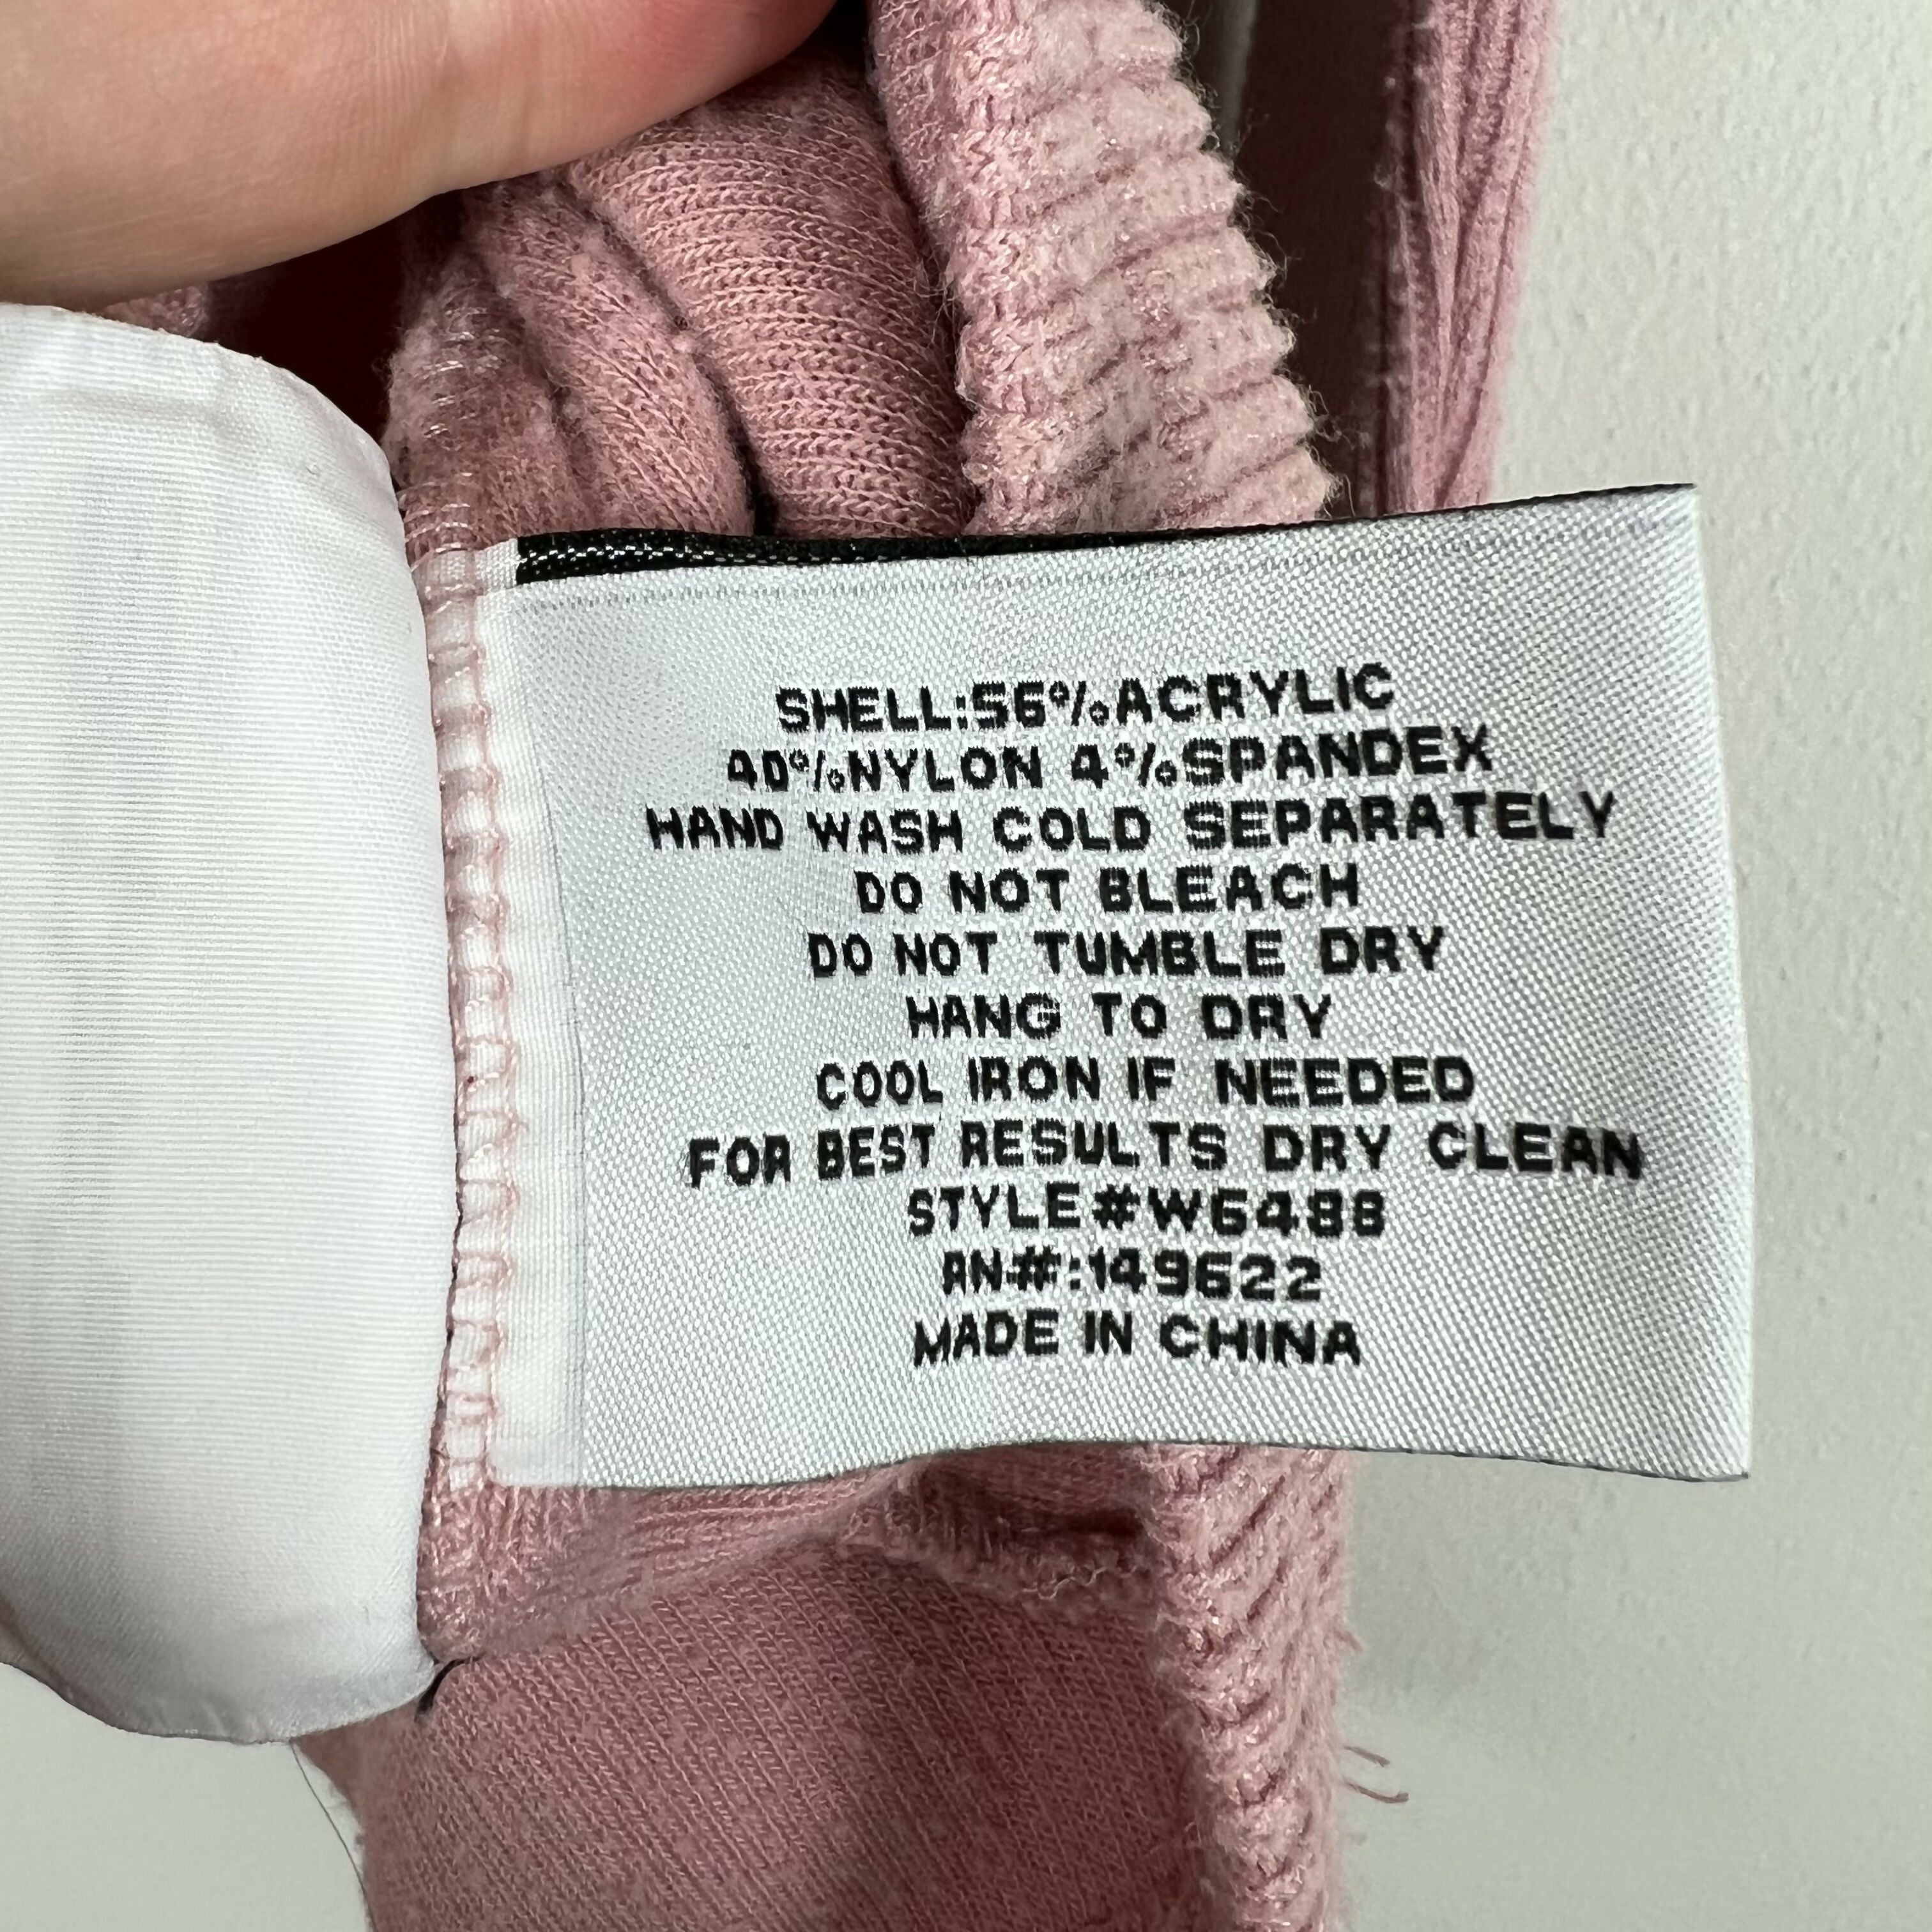 SHELL:56%ACRYLIC
40%NYLON 4%SPANDEX
HAND WASH COLD SEPARATELY
DO NOT BLEACH
DO NOT TUMBLE DRY
HANG TO DRY
COOL IRON IF NEEDED
FOR BEST RESULTS DRY CLEAN
STYLE#W6488
RN#:149622
MADE IN CHINA